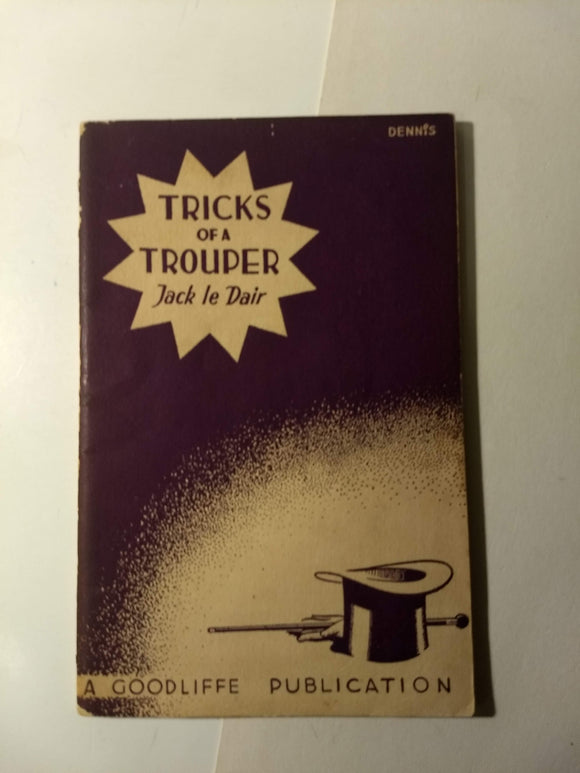 DENNIS
TRICKS
OF A
TROUPER
Jack le Dair
A GOODLIFFE PUBLICATION